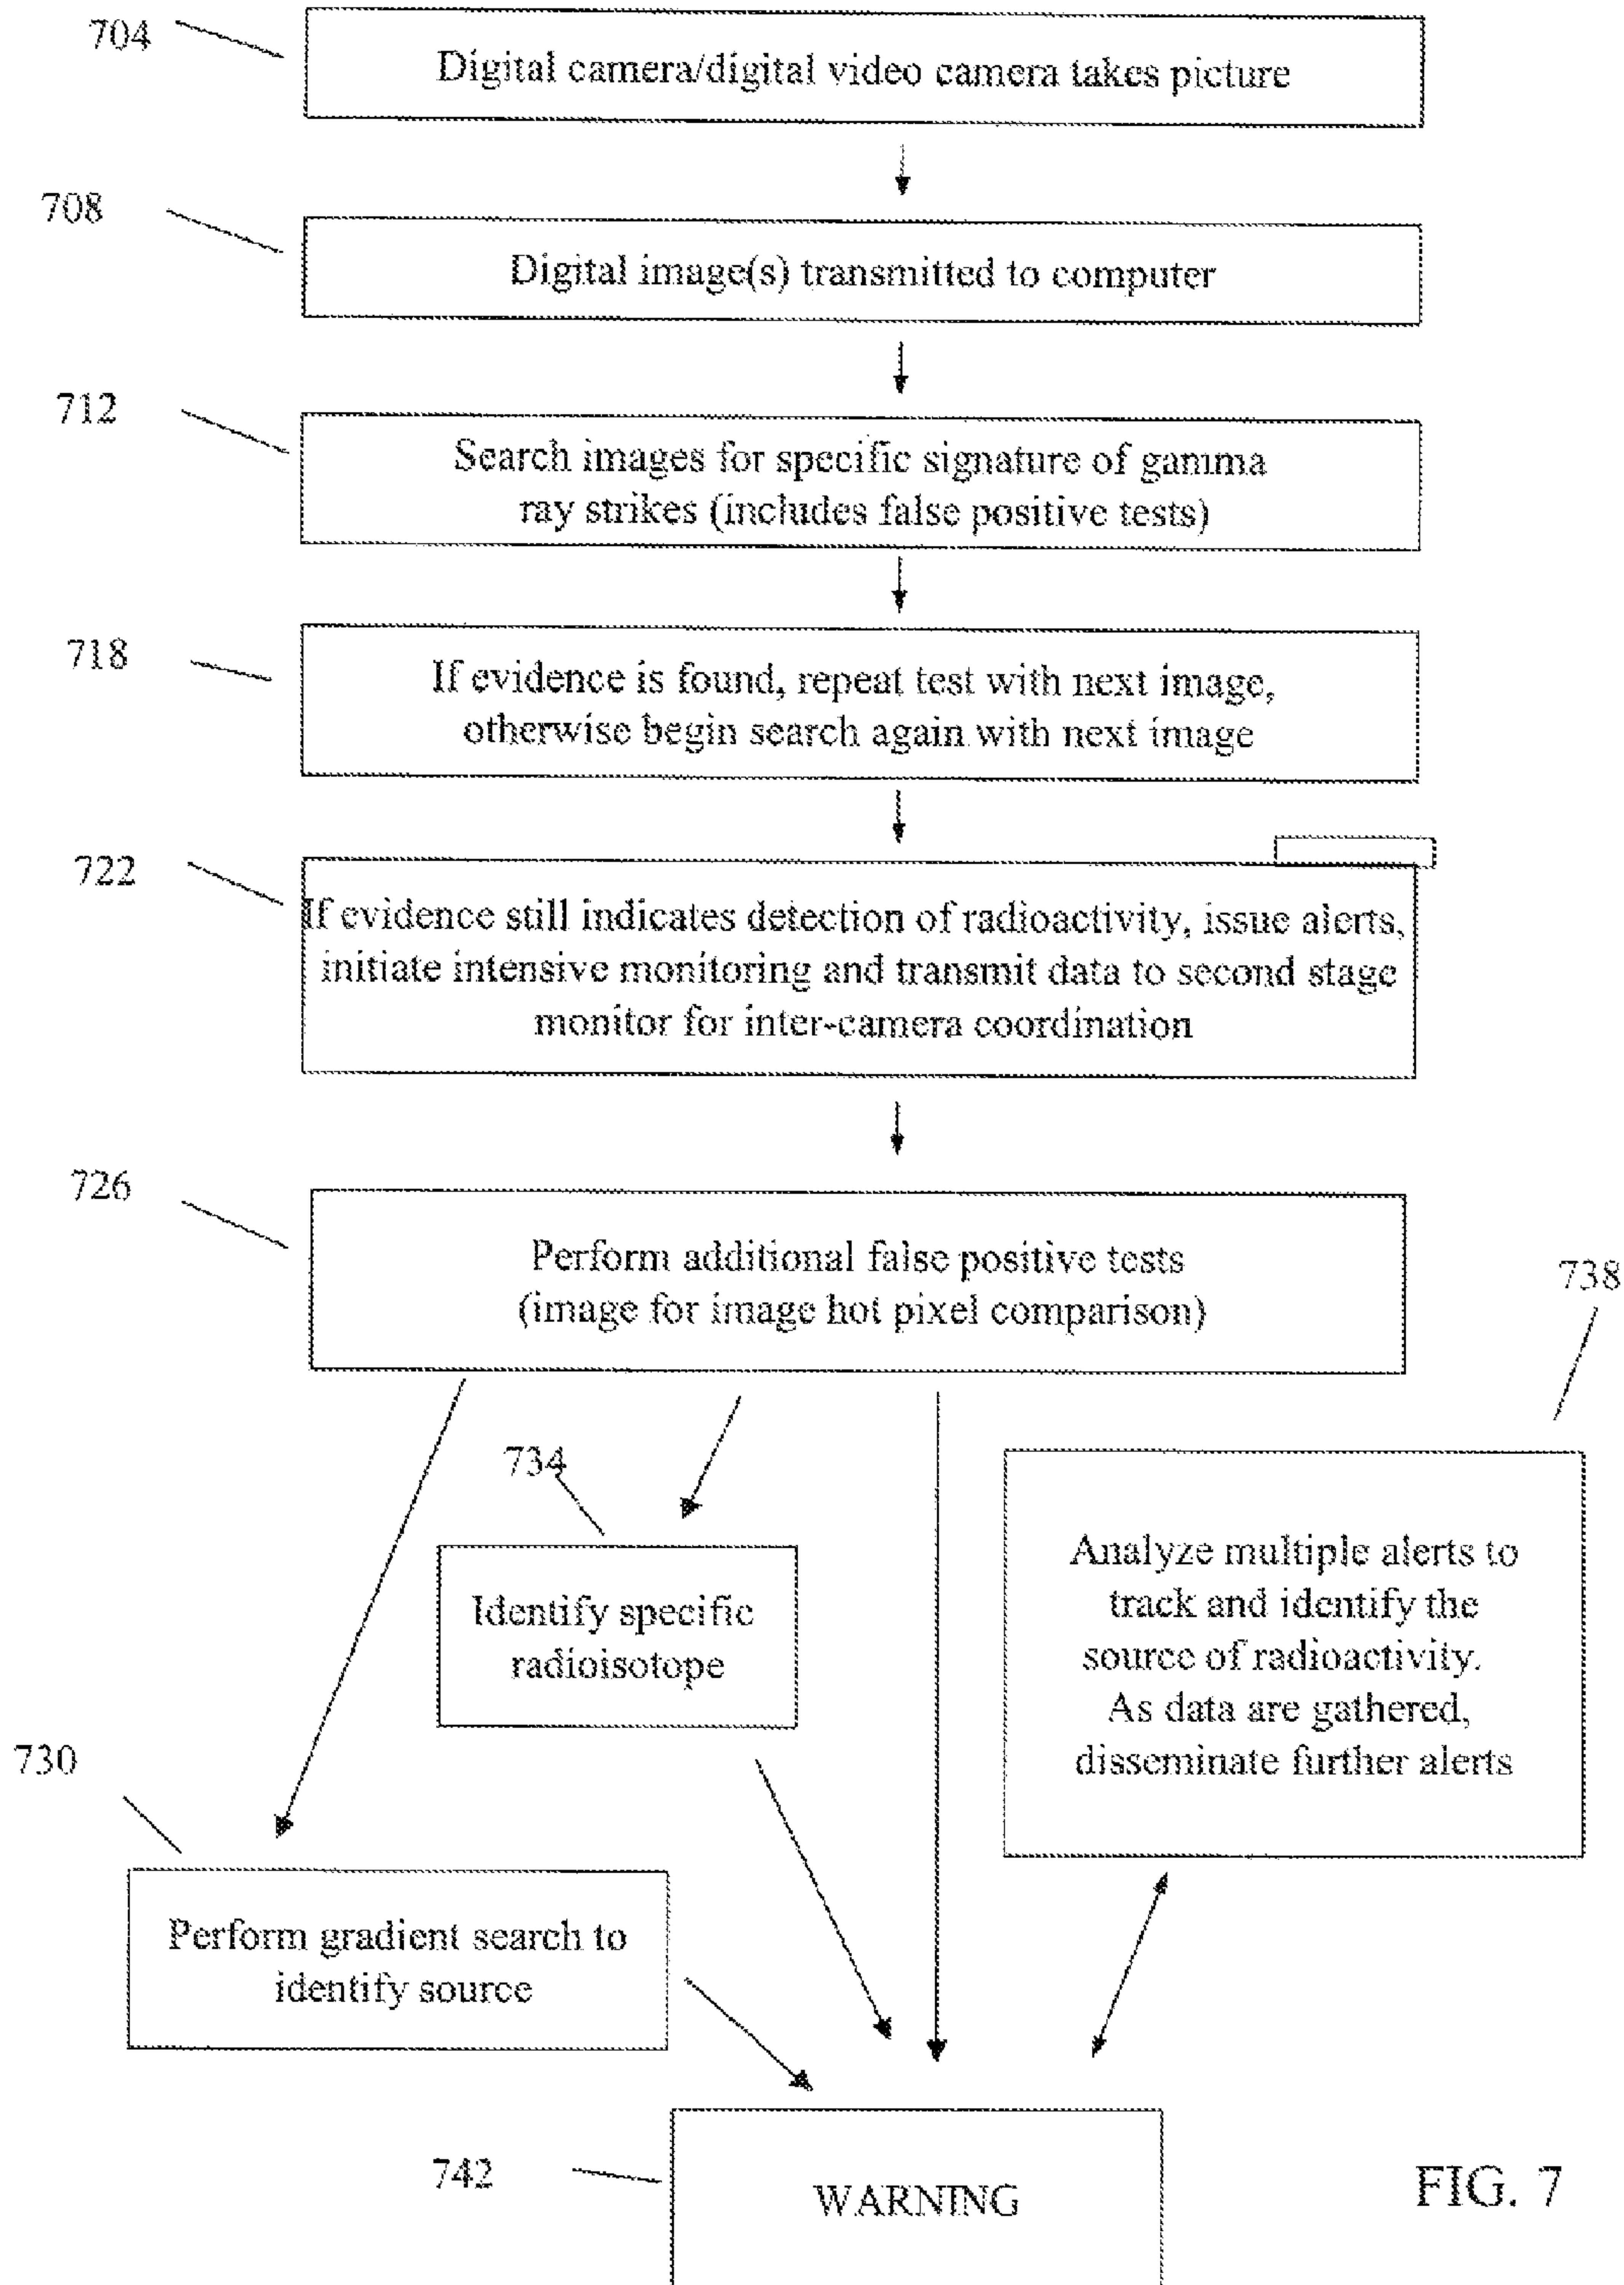 704
Digital camera/digital video camera takes picture
708
Digital image(s) transmitted to computer
712
Search images for specific signature of gamma
ray strikes (includes false positive tests)
718
If evidence is found, repeat test with next image,
otherwise begin search again with next image
722
If evidence still indicates detection of radioactivity, issue alerts,
initiate intensive monitoring and transmit data to second stage
monitor for inter-camera coordination
726
Perform additional false positive tests
(image for image hot pixel comparison)
738
734
Identify specific
radioisotope
Analyze multiple alerts to
track and identify the
source of radioactivity.
As data are gathered,
disseminate further alerts
730
Perform gradient search to
identify source
742
WARNING
FIG. 7